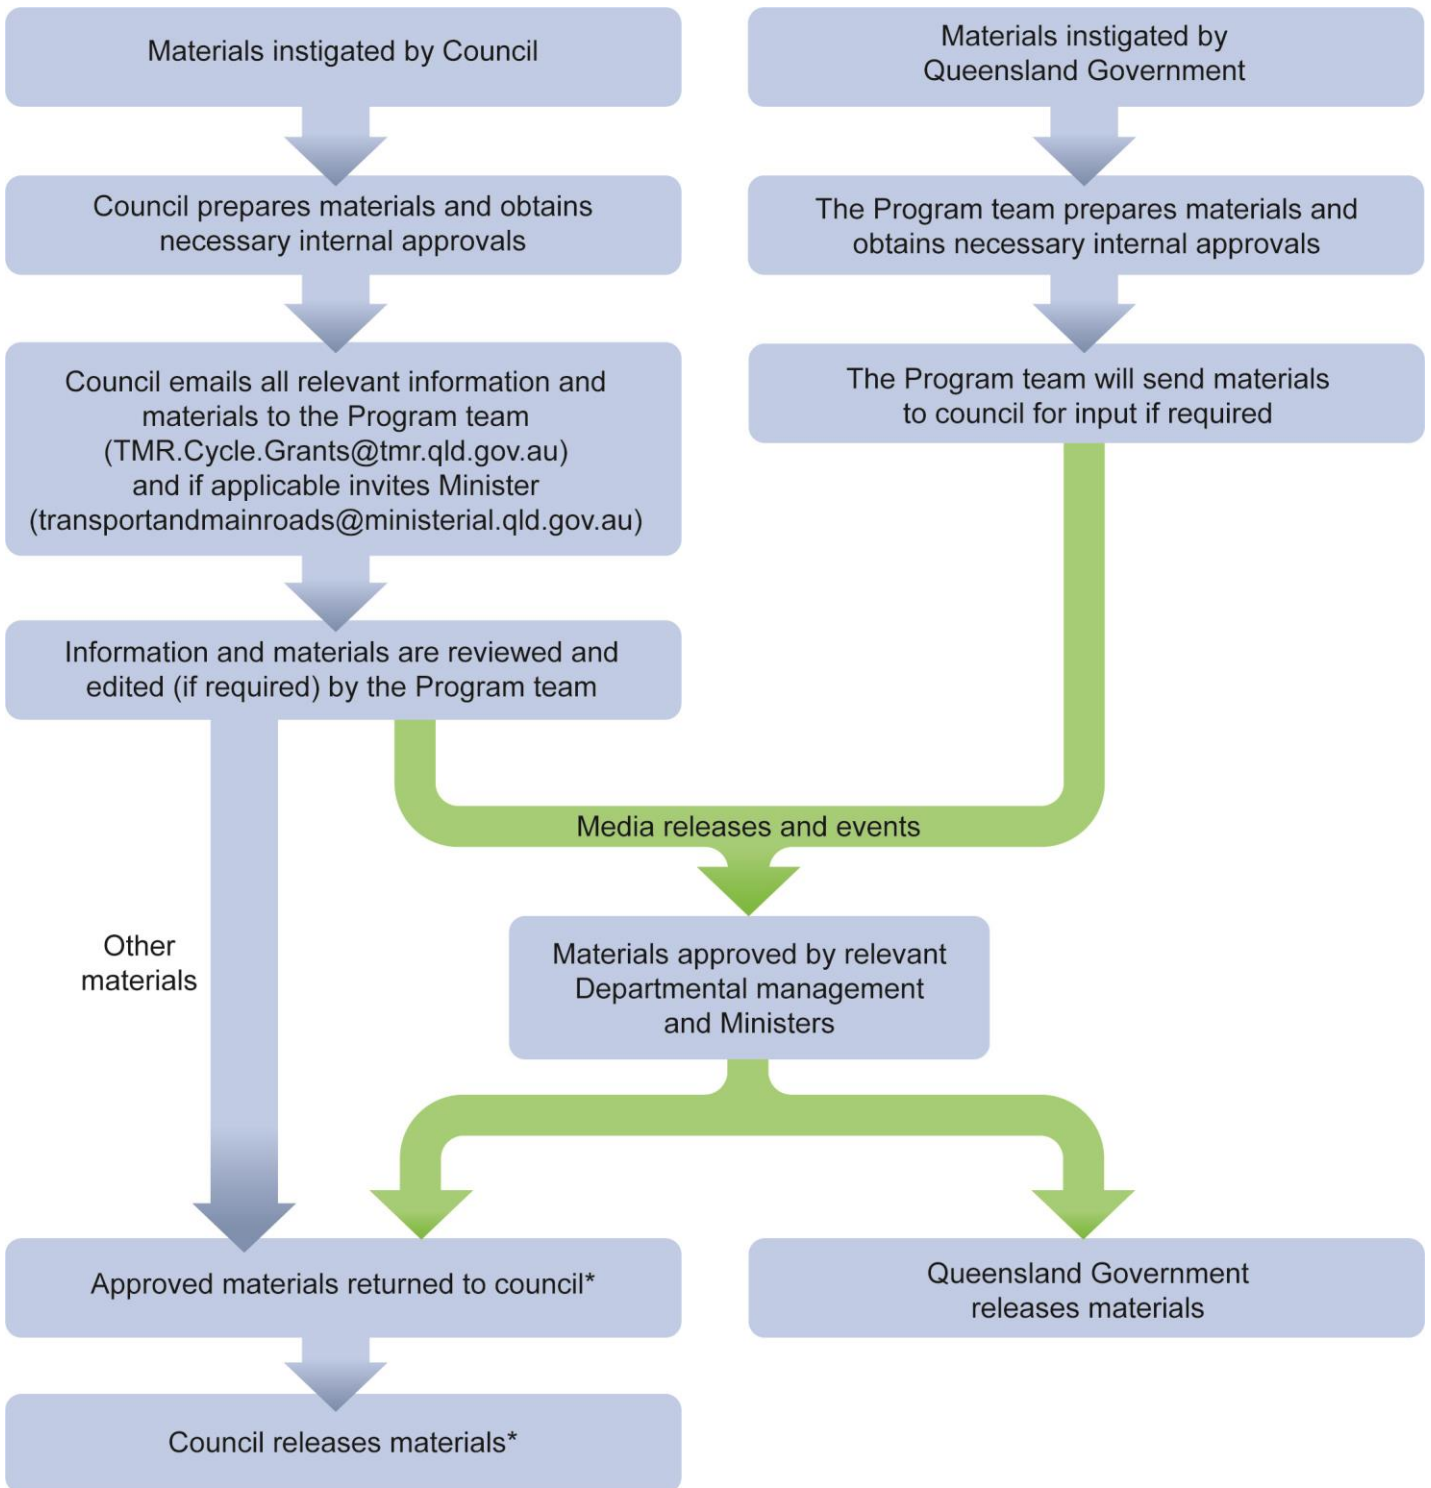 Materials instigated by Council
Materials instigated by
Queensland Government
Council prepares materials and obtains
necessary internal approvals
The Program team prepares materials and
obtains necessary internal approvals
Council emails all relevant information and
materials to the Program team
(TMR.Cycle.Grants@tmr.qld.gov.au)
and if applicable invites Minister
(transportandmainroads@ministerial.qld.gov.au)
The Program team will send materials
to council for input if required
Information and materials are reviewed and
edited (if required) by the Program team
Media releases and events
Other
materials
Materials approved by relevant
Departmental management
and Ministers
Approved materials returned to council*
Queensland Government
releases materials
Council releases materials*